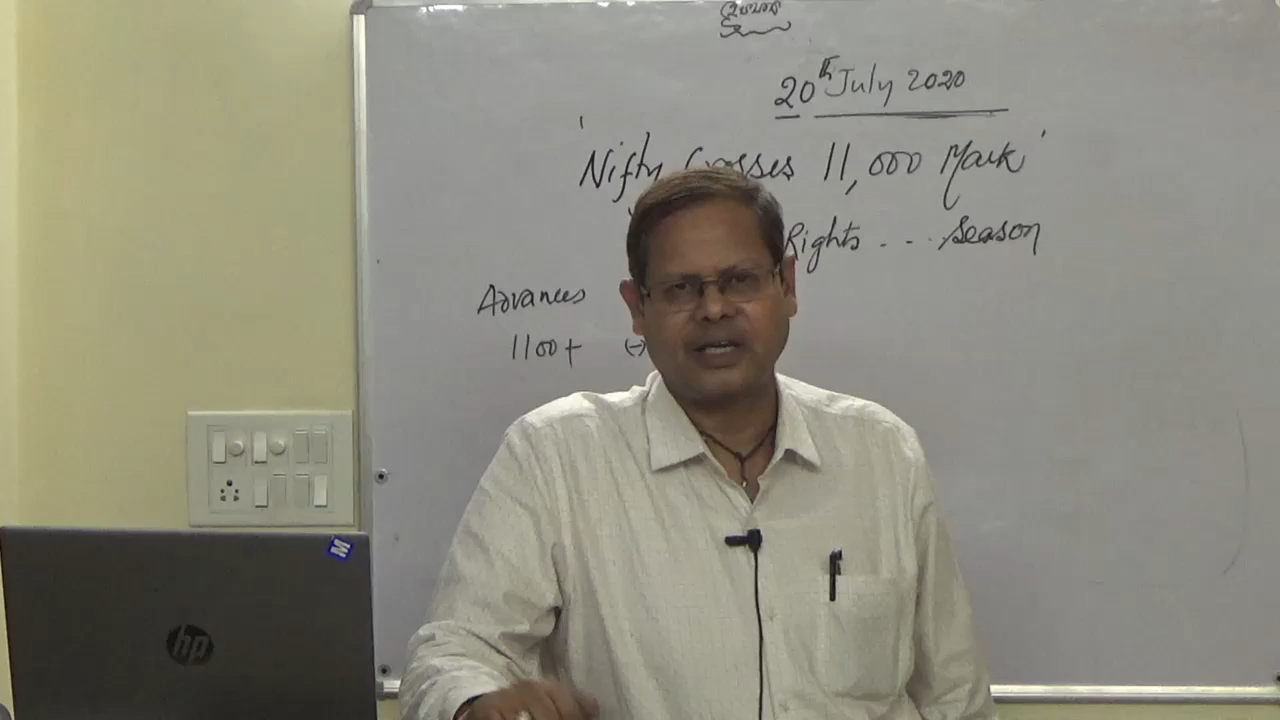 20th July 2020
'Nifty Crosses 11,000 Mark'
Rights ... Season
Advances
1100+ (-)
hp
M